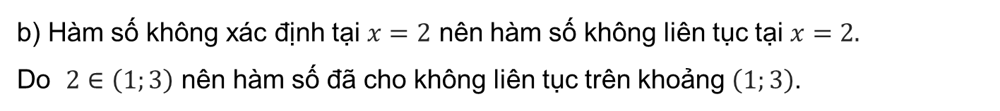 b) Hàm số không xác định tại x = 2 nên hàm số không liên tục tại x = 2.
Do 2 ∈ (1; 3) nên hàm số đã cho không liên tục trên khoảng (1; 3).